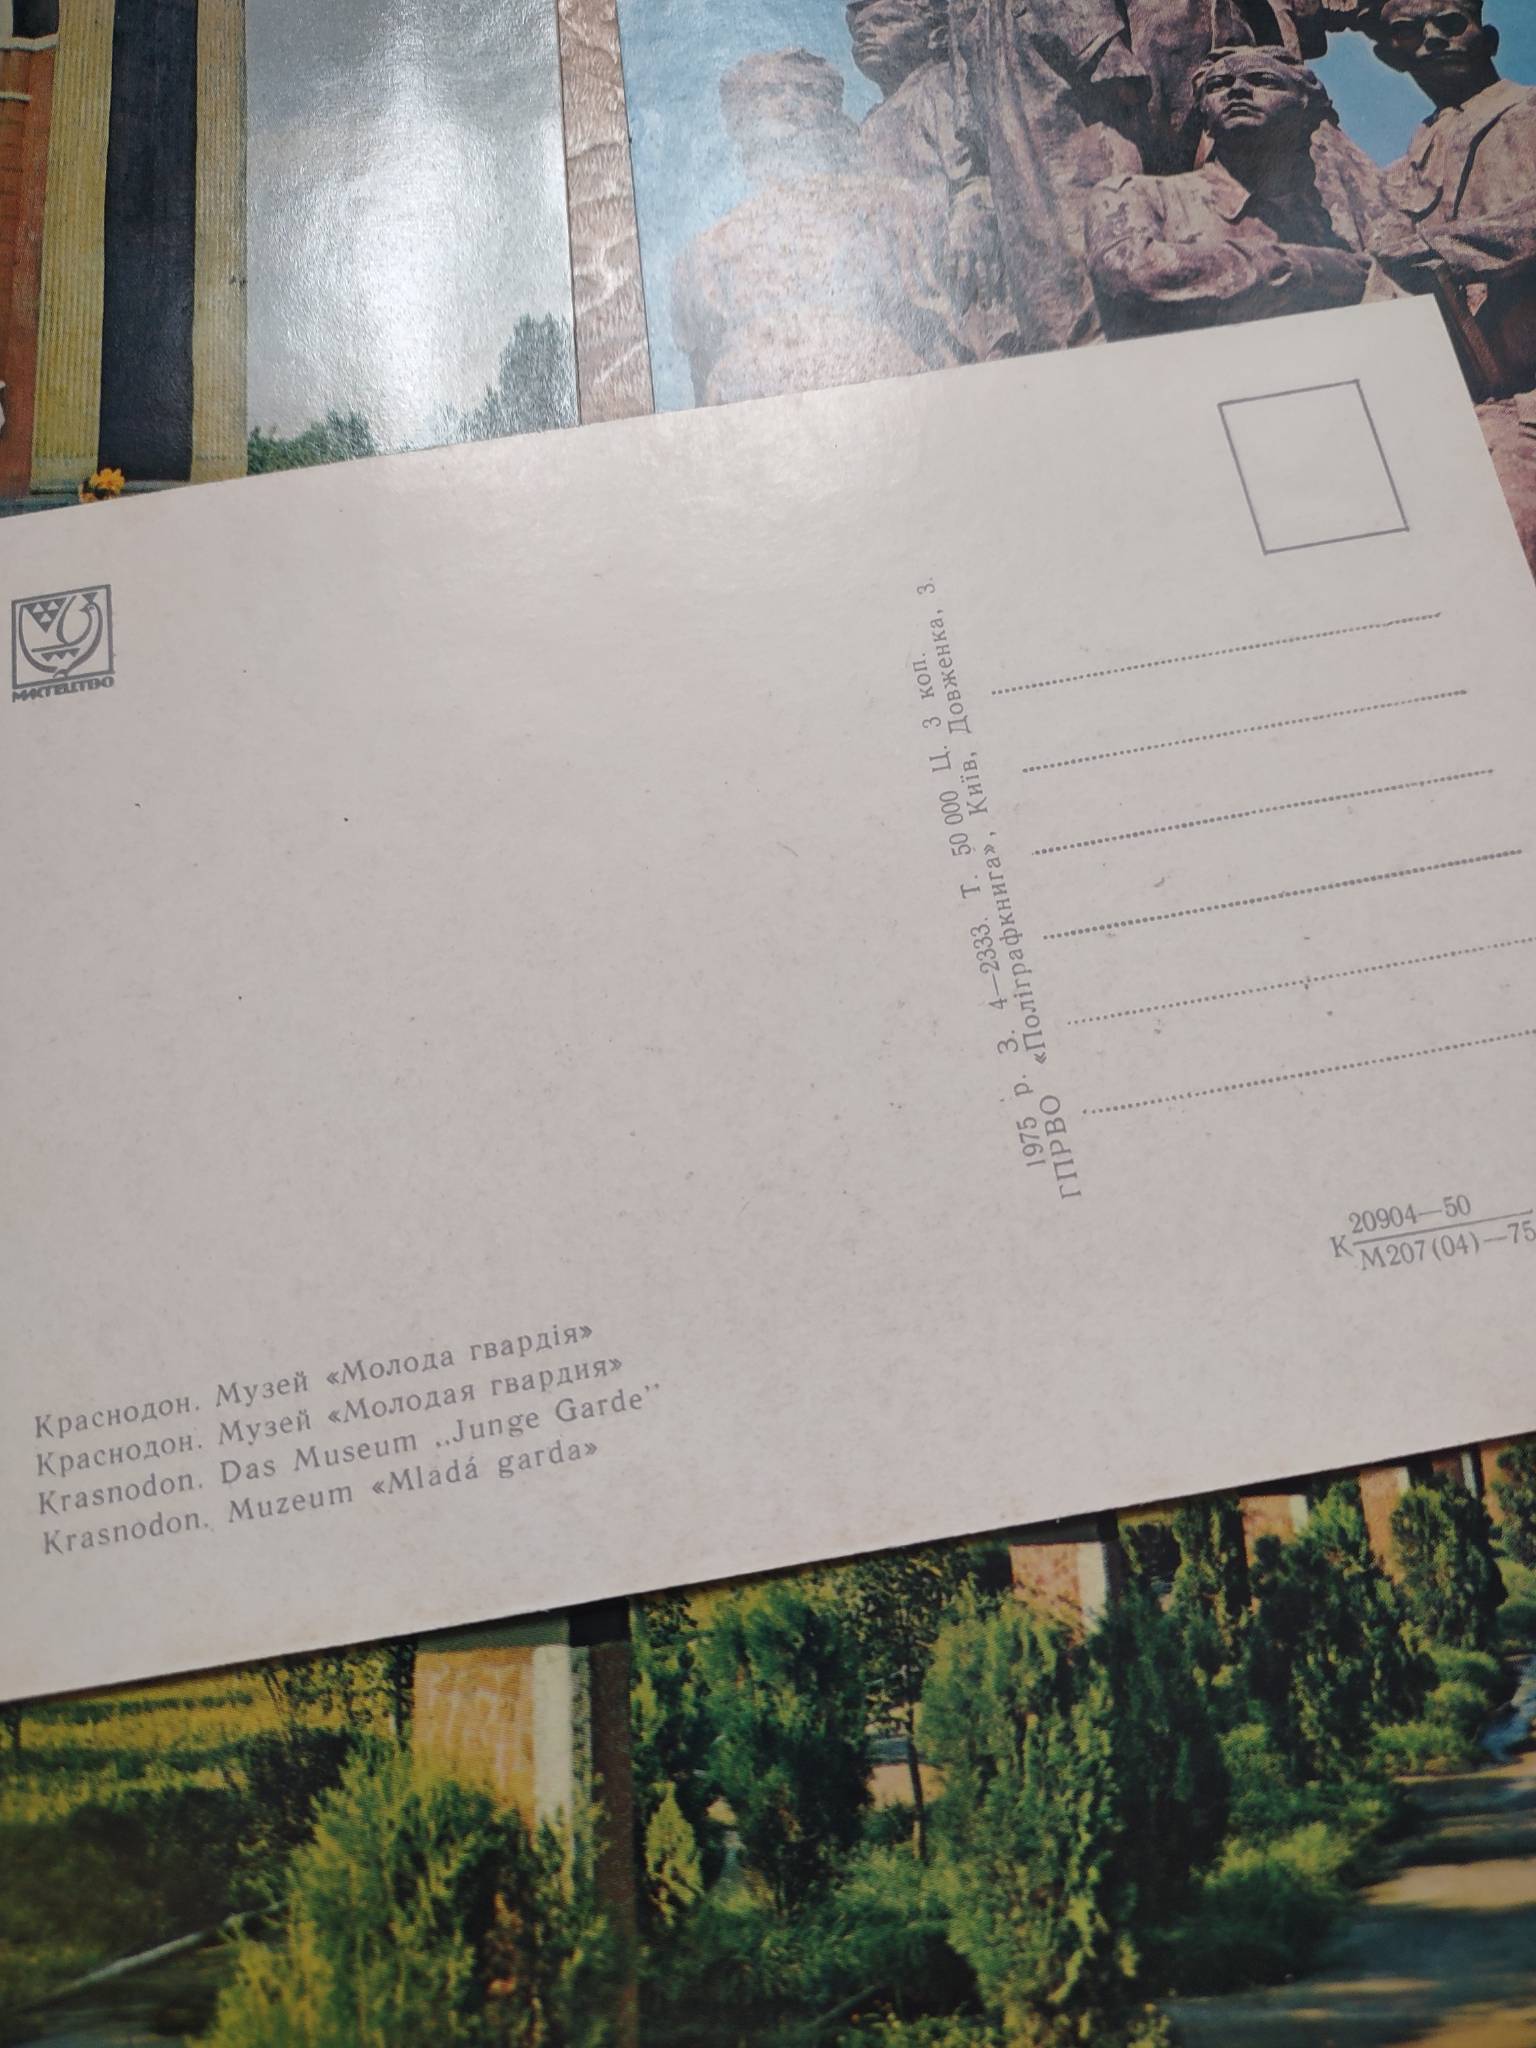 МИСТЕЦТВО
1975 р. З. 4—2333. Т. 50 000 Ц. 3 коп.
ГПРВО «Поліграфкнига», Київ, Довженка, 3.
К 20904—50
М207(04)—75
Краснодон. Музей «Молода гвардія»
Краснодон. Музей «Молодая гвардия»
Krasnodon. Das Museum „Junge Garde”
Krasnodon. Muzeum «Mladá garda»